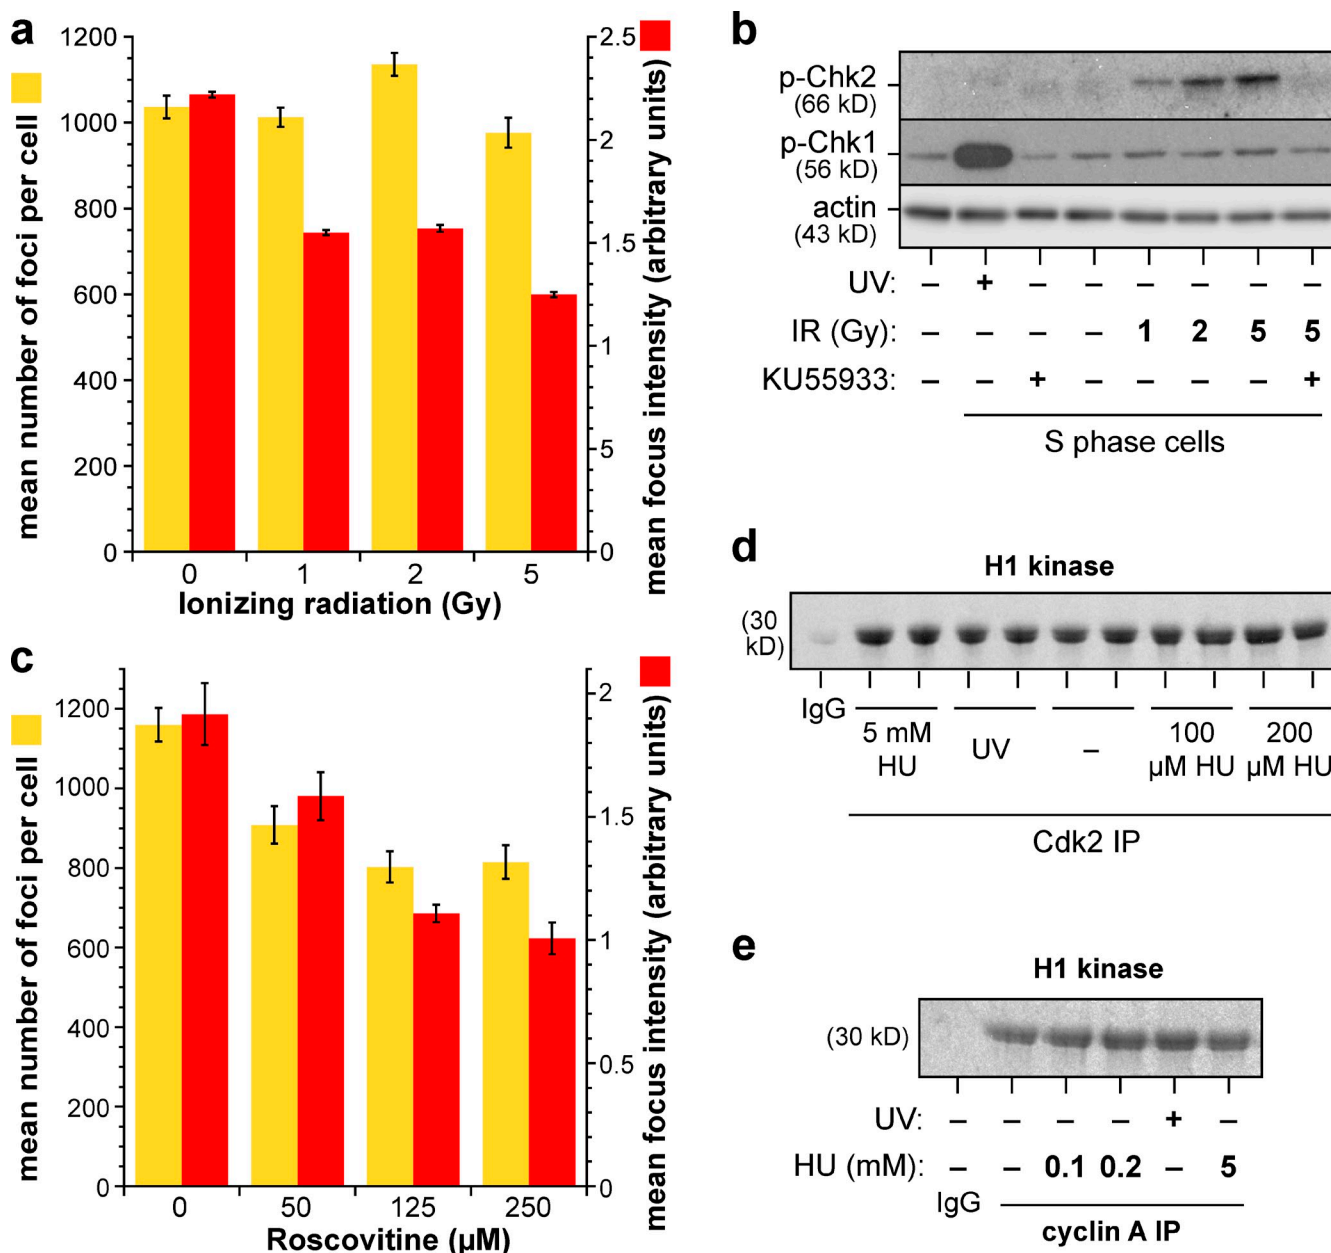 a
mean number of foci per cell
1200
1000
800
600
400
200
0
2.5
2
1.5
1
0.5
0
mean focus intensity (arbitrary units)
0 1 2 5
Ionizing radiation (Gy)
b
p-Chk2
(66 kD)
p-Chk1
(56 kD)
actin
(43 kD)
UV: – + – – – – – –
IR (Gy): – – – – 1 2 5 5
KU55933: – – + – – – – +
S phase cells
c
mean number of foci per cell
1200
1000
800
600
400
200
0
2
1.5
1
0.5
0
mean focus intensity (arbitrary units)
0 50 125 250
Roscovitine (µM)
d
H1 kinase
(30
kD)
IgG
5 mM
HU
UV
–
100
µM HU
200
µM HU
Cdk2 IP
e
H1 kinase
(30 kD)
UV: – – – – + –
HU (mM): – – 0.1 0.2 – 5
IgG
cyclin A IP